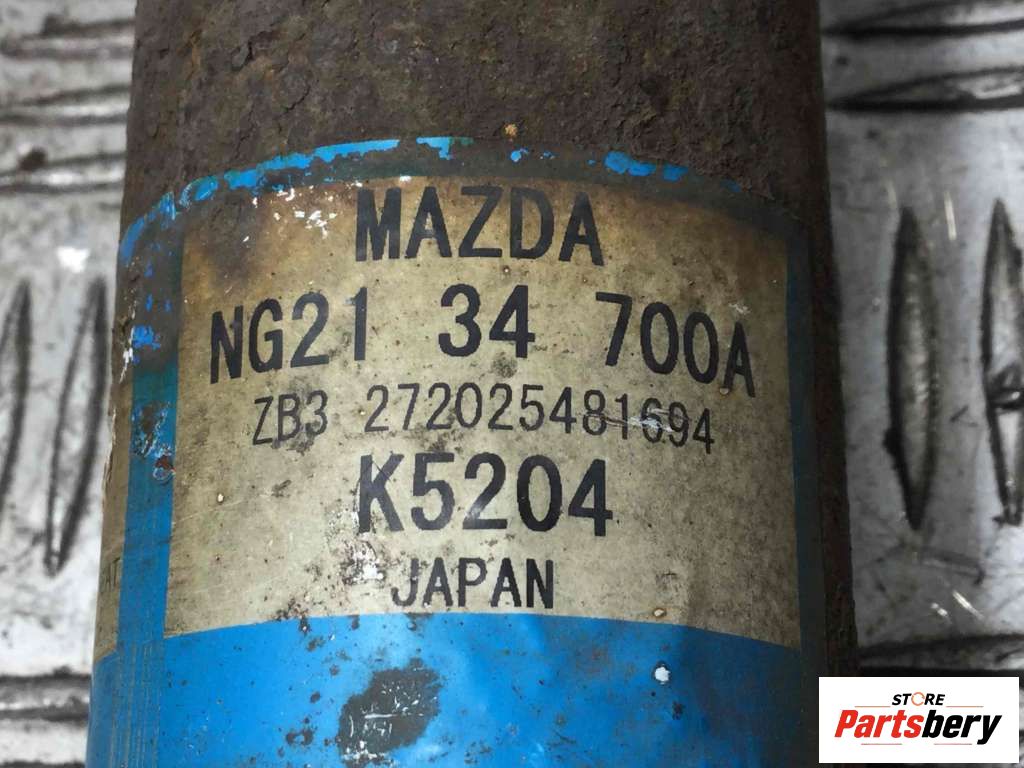 MAZDA
NG21 34 700A
ZB3 272025481694
K5204
JAPAN
STORE
Partsbery